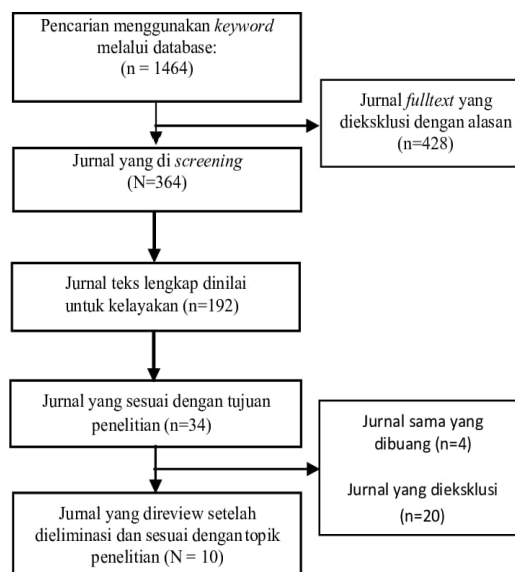 Pencarian menggunakan keyword
melalui database:
(n = 1464)
Jurnal fulltext yang
dieksklusi dengan alasan
(n=428)
Jurnal yang di screening
(N=364)
Jurnal teks lengkap dinilai
untuk kelayakan (n=192)
Jurnal yang sesuai dengan tujuan
penelitian (n=34)
Jurnal sama yang
dibuang (n=4)
Jurnal yang dieksklusi
(n=20)
Jurnal yang direview setelah
dieliminasi dan sesuai dengan topik
penelitian (N = 10)